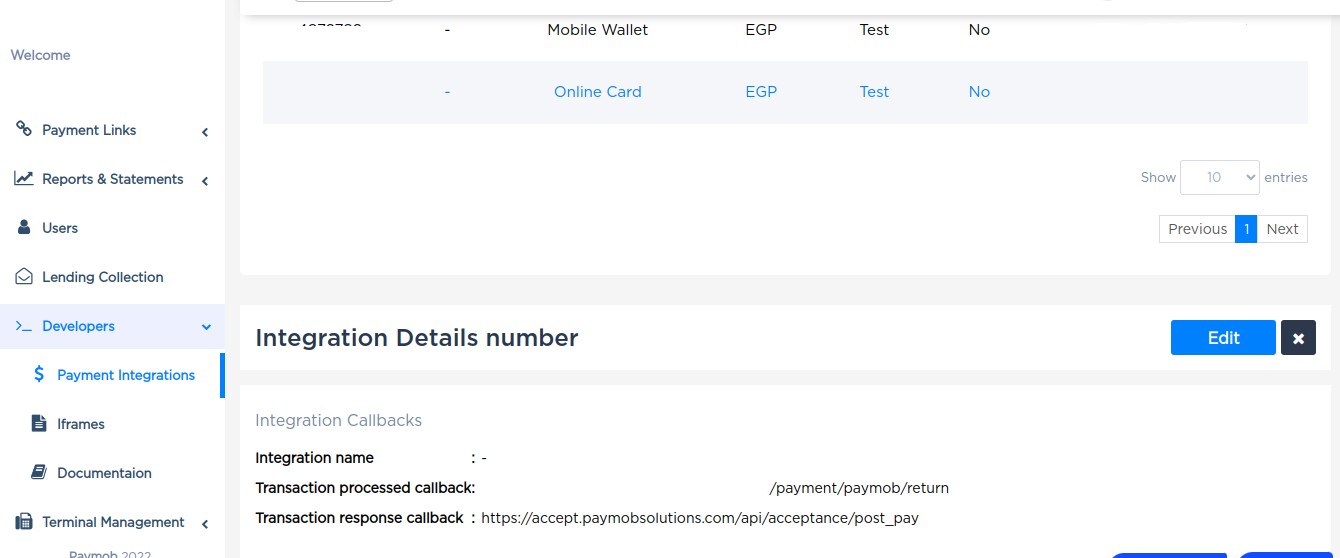 - Mobile Wallet EGP Test No
Welcome
- Online Card EGP Test No
Payment Links
Show 10 entries
Reports & Statements
Users
Previous 1 Next
Lending Collection
Developers
Integration Details number Edit
Payment Integrations
Iframes
Integration Callbacks
Integration name : -
Documentaion
Transaction processed callback: /payment/paymob/return
Terminal Management
Transaction response callback : https://accept.paymobsolutions.com/api/acceptance/post_pay
Paymob 2022